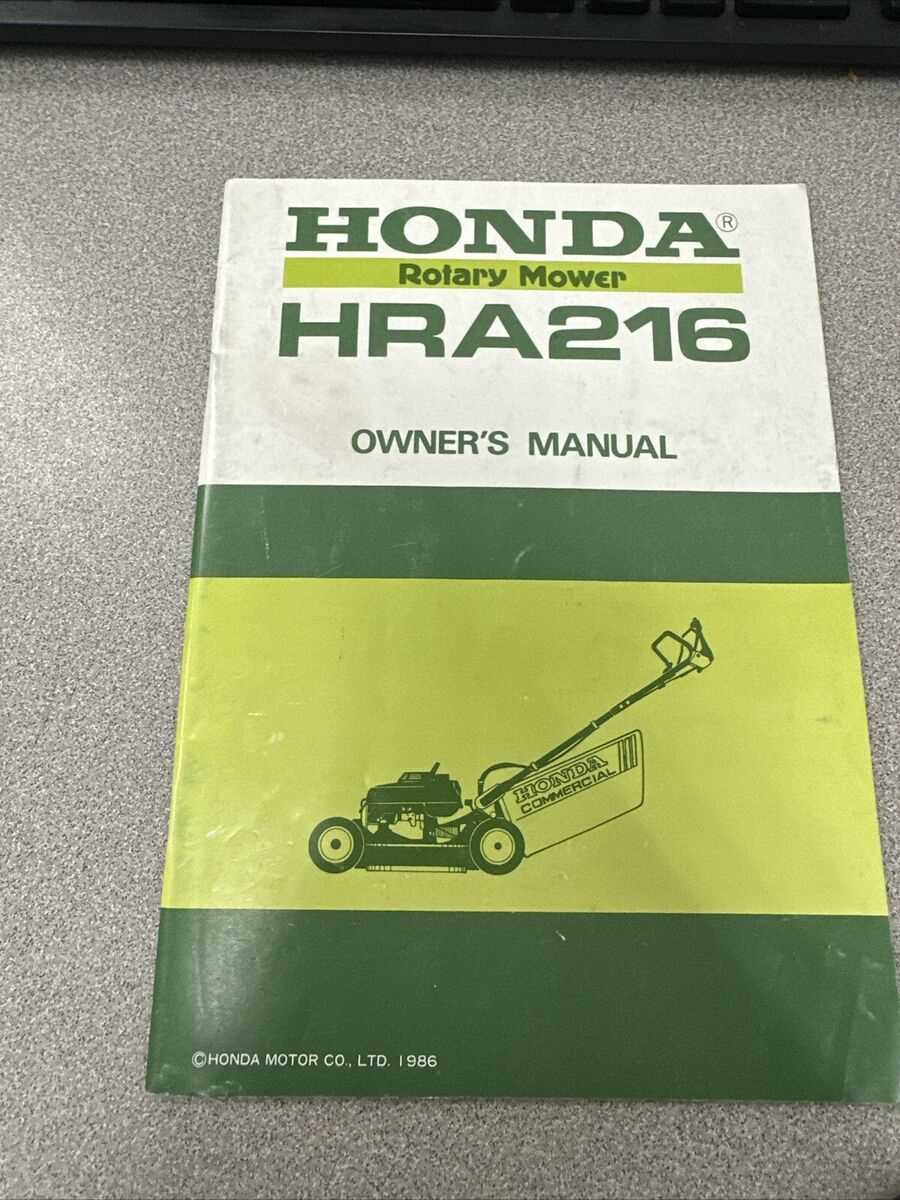 HONDA®
Rotary Mower
HRA216
OWNER'S MANUAL
HONDA
COMMERCIAL
©HONDA MOTOR CO., LTD. 1986